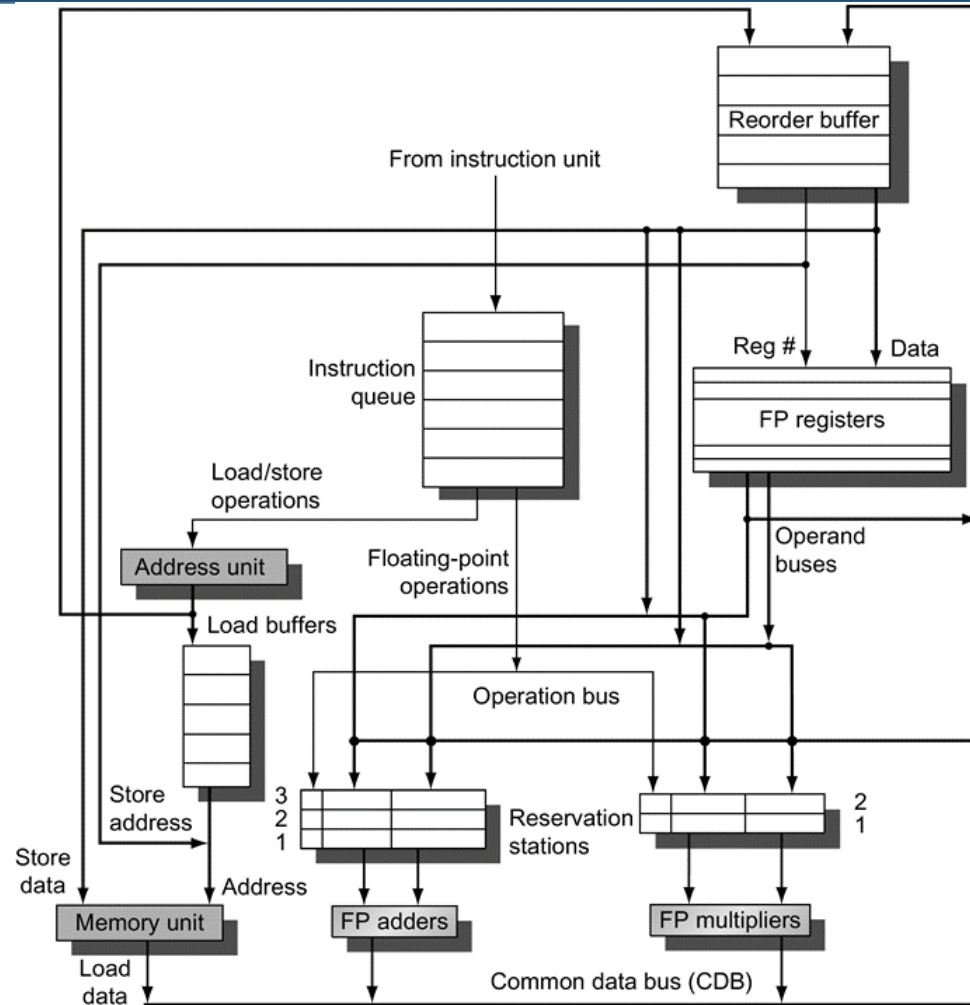 Reorder buffer
From instruction unit
Reg #
Data
Instruction
queue
FP registers
Load/store
operations
Operand
buses
Floating-point
operations
Address unit
Load buffers
Operation bus
Store
address
3
2
1
Reservation
stations
2
1
Store
data
Address
Memory unit
FP adders
FP multipliers
Load
data
Common data bus (CDB)